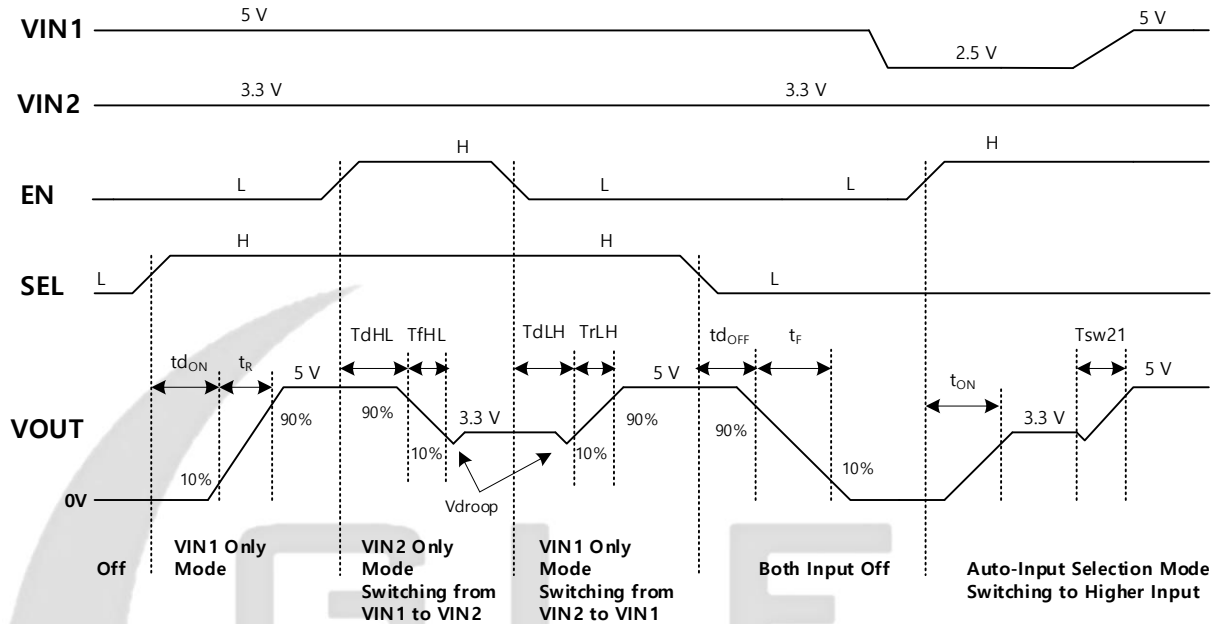 VIN1 5 V 2.5 V 5 V
VIN2 3.3 V 3.3 V
EN L H L L H
SEL L H H L
tdON tR TdHL TfHL TdLH TrLH tdOFF tF tON Tsw21
VOUT 5 V 3.3 V 5 V 3.3 V 5 V
90% 90% 90% 90%
10% 10% 10% 10%
0V
Vdroop
Off
VIN1 Only
Mode
VIN2 Only
Mode
Switching from
VIN1 to VIN2
VIN1 Only
Mode
Switching from
VIN2 to VIN1
Both Input Off
Auto-Input Selection Mode
Switching to Higher Input